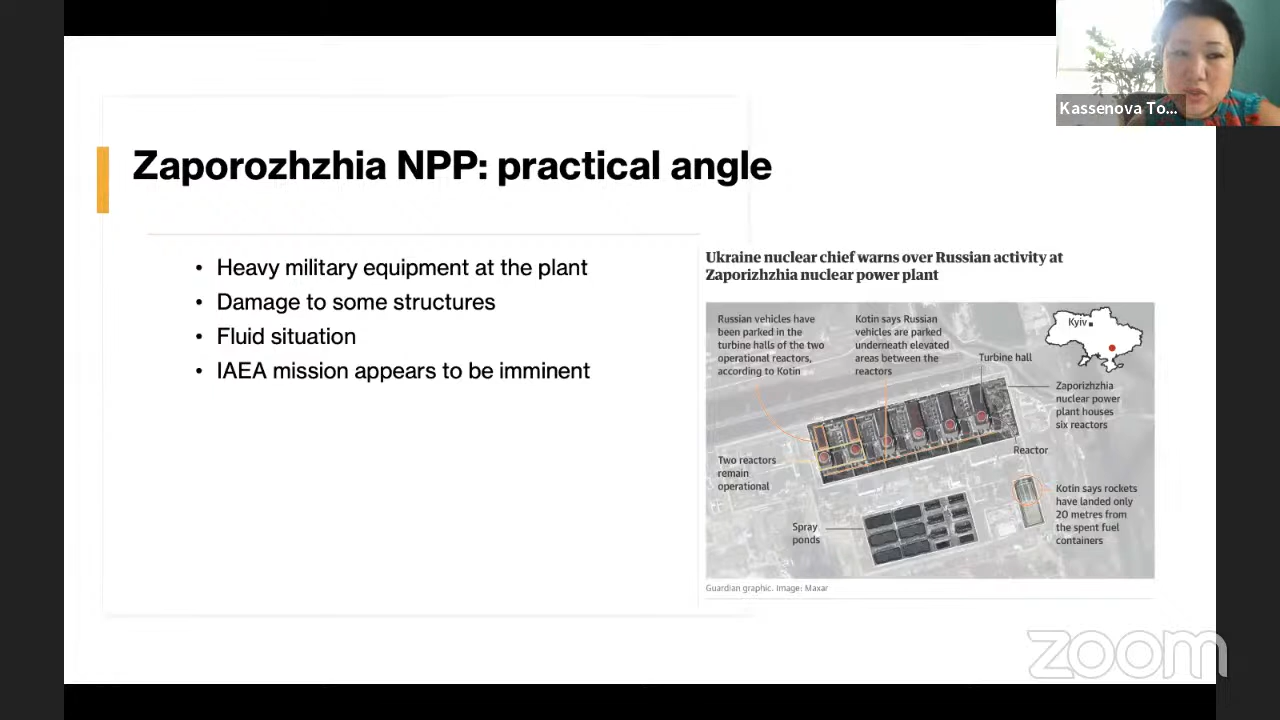 Kassenova To...
Zaporozhzhia NPP: practical angle
• Heavy military equipment at the plant
• Damage to some structures
• Fluid situation
• IAEA mission appears to be imminent
Ukraine nuclear chief warns over Russian activity at
Zaporizhzhia nuclear power plant
Russian vehicles have
been parked in the
turbine halls of the two
operational reactors,
according to Kotin
Kotin says Russian
vehicles are parked
underneath elevated
areas between the
reactors
Turbine hall
Kyiv
Zaporizhzhia
nuclear power
plant houses
six reactors
Reactor
Two reactors
remain
operational
Kotin says rockets
have landed only
20 metres from
the spent fuel
containers
Spray
ponds
Guardian graphic. Image: Maxar
zoom